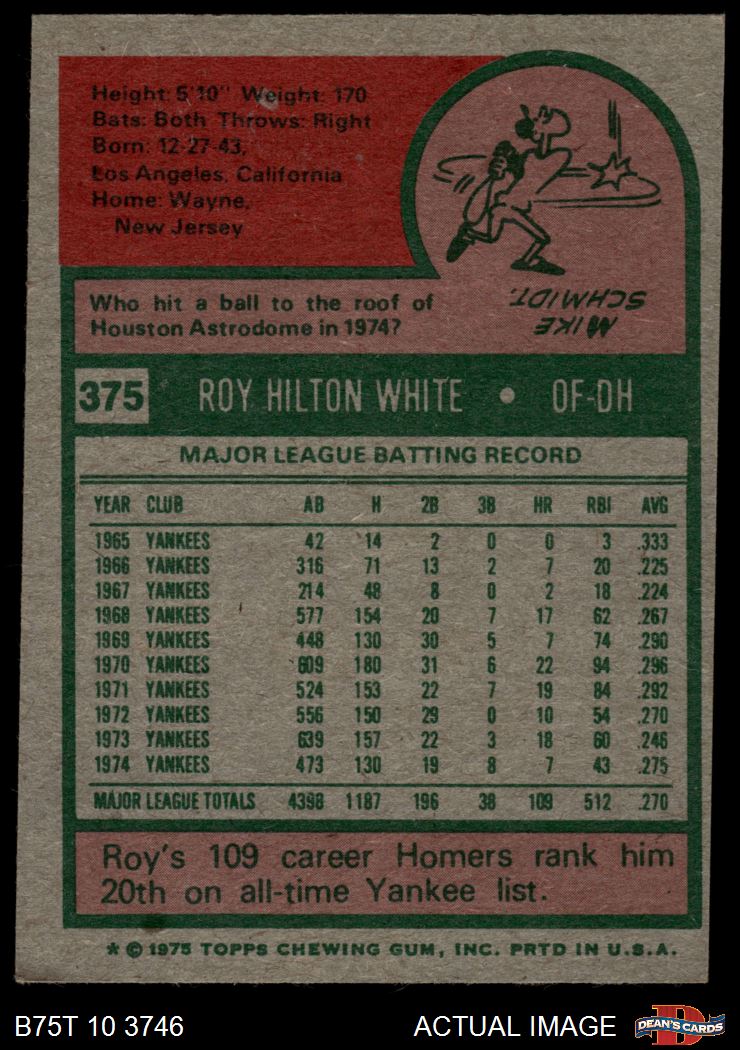 Height: 5'10" Weight: 170
Bats: Both Throws: Right
Born: 12-27-43,
Los Angeles, California
Home: Wayne,
New Jersey
Who hit a ball to the roof of
Houston Astrodome in 1974?
MIKE
SCHMIDT.
375 ROY HILTON WHITE • OF-DH
MAJOR LEAGUE BATTING RECORD
YEAR CLUB AB H 2B 3B HR RBI AVG
1965 YANKEES 42 14 2 0 0 3 .333
1966 YANKEES 316 71 13 2 7 20 .225
1967 YANKEES 214 48 8 0 2 18 .224
1968 YANKEES 577 154 20 7 17 62 .267
1969 YANKEES 448 130 30 5 7 74 .290
1970 YANKEES 609 180 31 6 22 94 .296
1971 YANKEES 524 153 22 7 19 84 .292
1972 YANKEES 556 150 29 0 10 54 .270
1973 YANKEES 639 157 22 3 18 60 .246
1974 YANKEES 473 130 19 8 7 43 .275
MAJOR LEAGUE TOTALS 4398 1187 196 38 109 512 .270
Roy's 109 career Homers rank him
20th on all-time Yankee list.
* © 1975 TOPPS CHEWING GUM, INC. PRTD IN U.S.A.
B75T 10 3746 ACTUAL IMAGE D DEAN'S CARDS